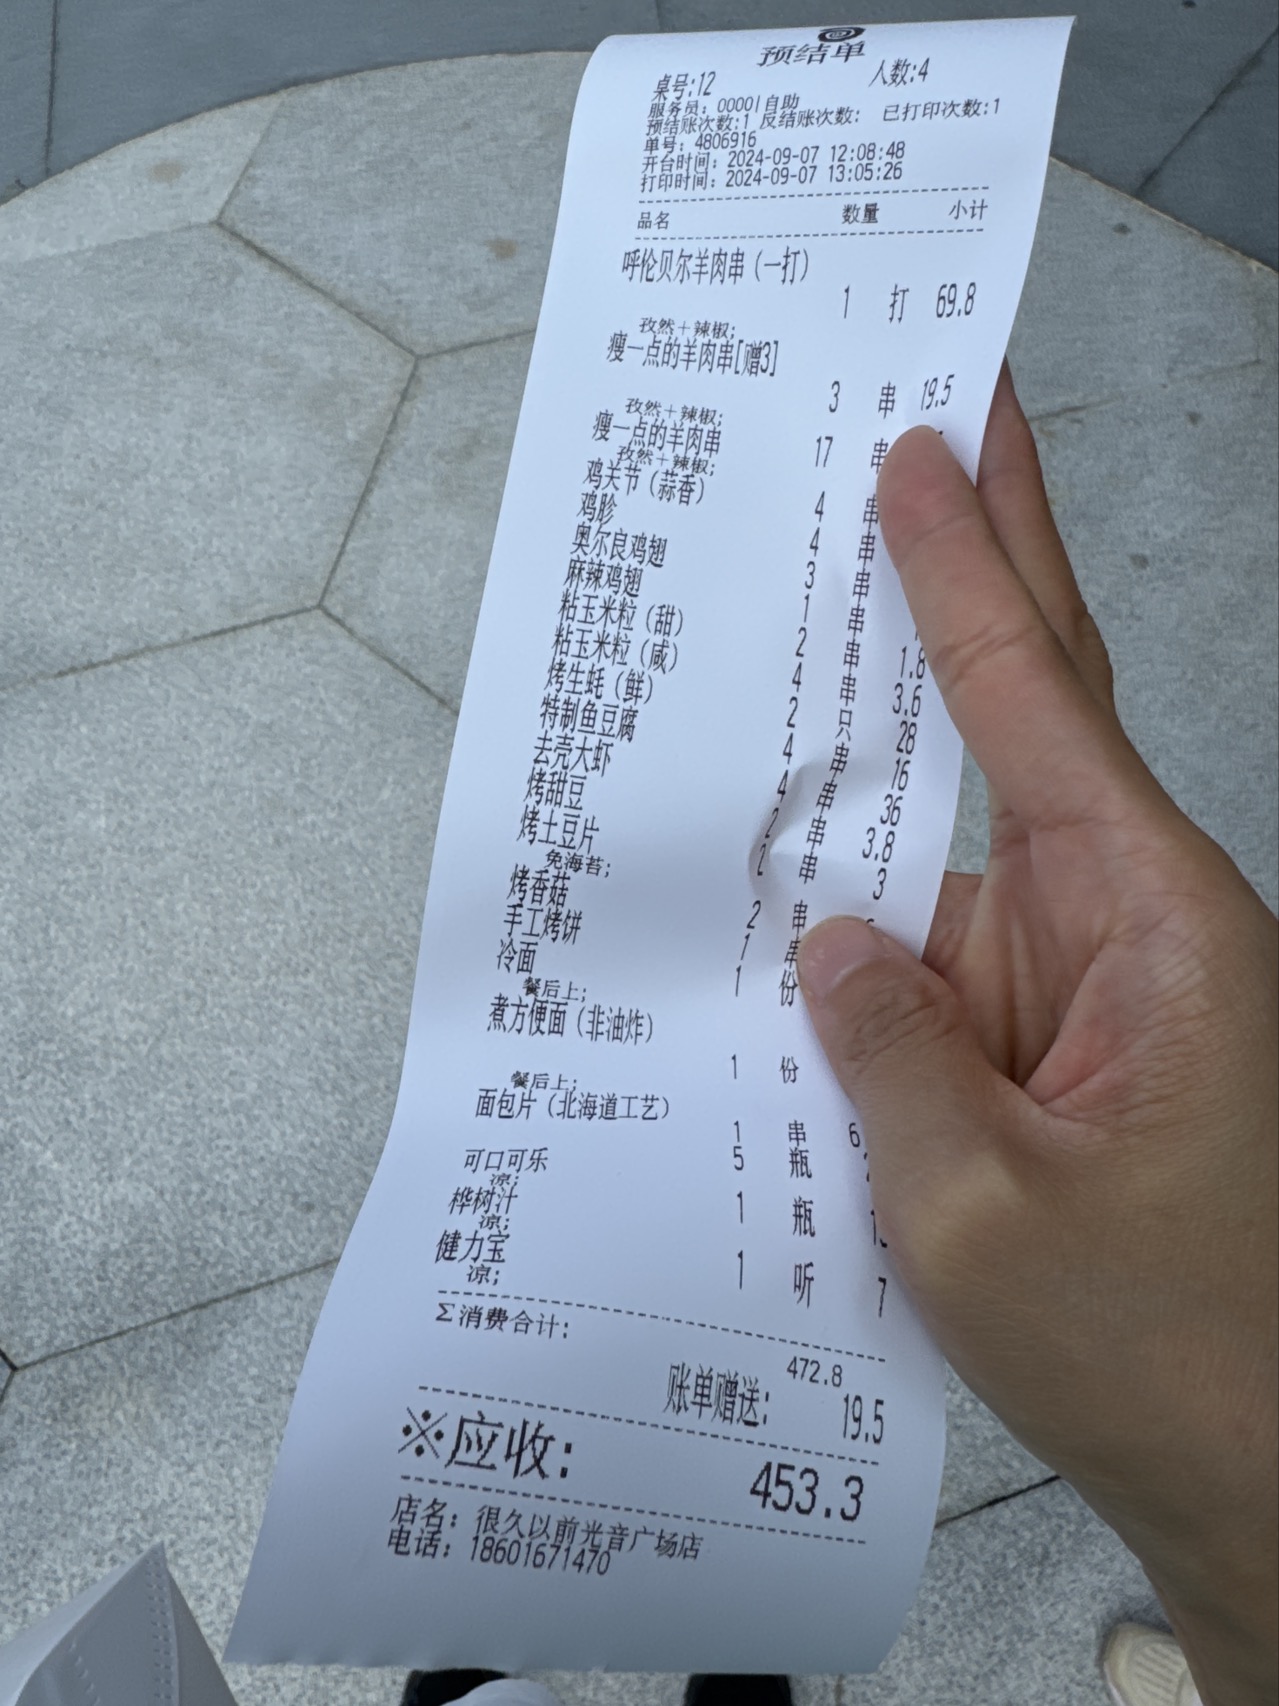 预结单
桌号:12 人数:4
服务员: 0000|自助
预结账次数:1 反结账次数: 已打印次数:1
单号: 4806916
开台时间: 2024-09-07 12:08:48
打印时间: 2024-09-07 13:05:26
品名 数量 小计
呼伦贝尔羊肉串(一打)
1 打 69.8
孜然+辣椒;
瘦一点的羊肉串[赠3]
3 串 19.5
孜然+辣椒;
瘦一点的羊肉串 17 串
孜然+辣椒;
鸡关节(蒜香) 4 串
鸡胗 4 串
奥尔良鸡翅 3 串
麻辣鸡翅 1 串
粘玉米粒(甜) 2 串 1.8
粘玉米粒(咸) 4 串 3.6
烤生蚝(鲜) 2 只 28
特制鱼豆腐 4 串 16
去壳大虾 4 串 36
烤甜豆 2 串 3.8
烤土豆片 2 串 3
免海苔;
烤香菇 2 串
手工烤饼 1 串
冷面 1 份
餐后上;
煮方便面(非油炸)
1 份
餐后上;
面包片(北海道工艺)
1 串 6
可口可乐 5 瓶
凉;
桦树汁 1 瓶
凉;
健力宝 1 听 7
凉;
Σ消费合计:
472.8
账单赠送: 19.5
※应收: 453.3
店名: 很久以前光音广场店
电话: 18601671470